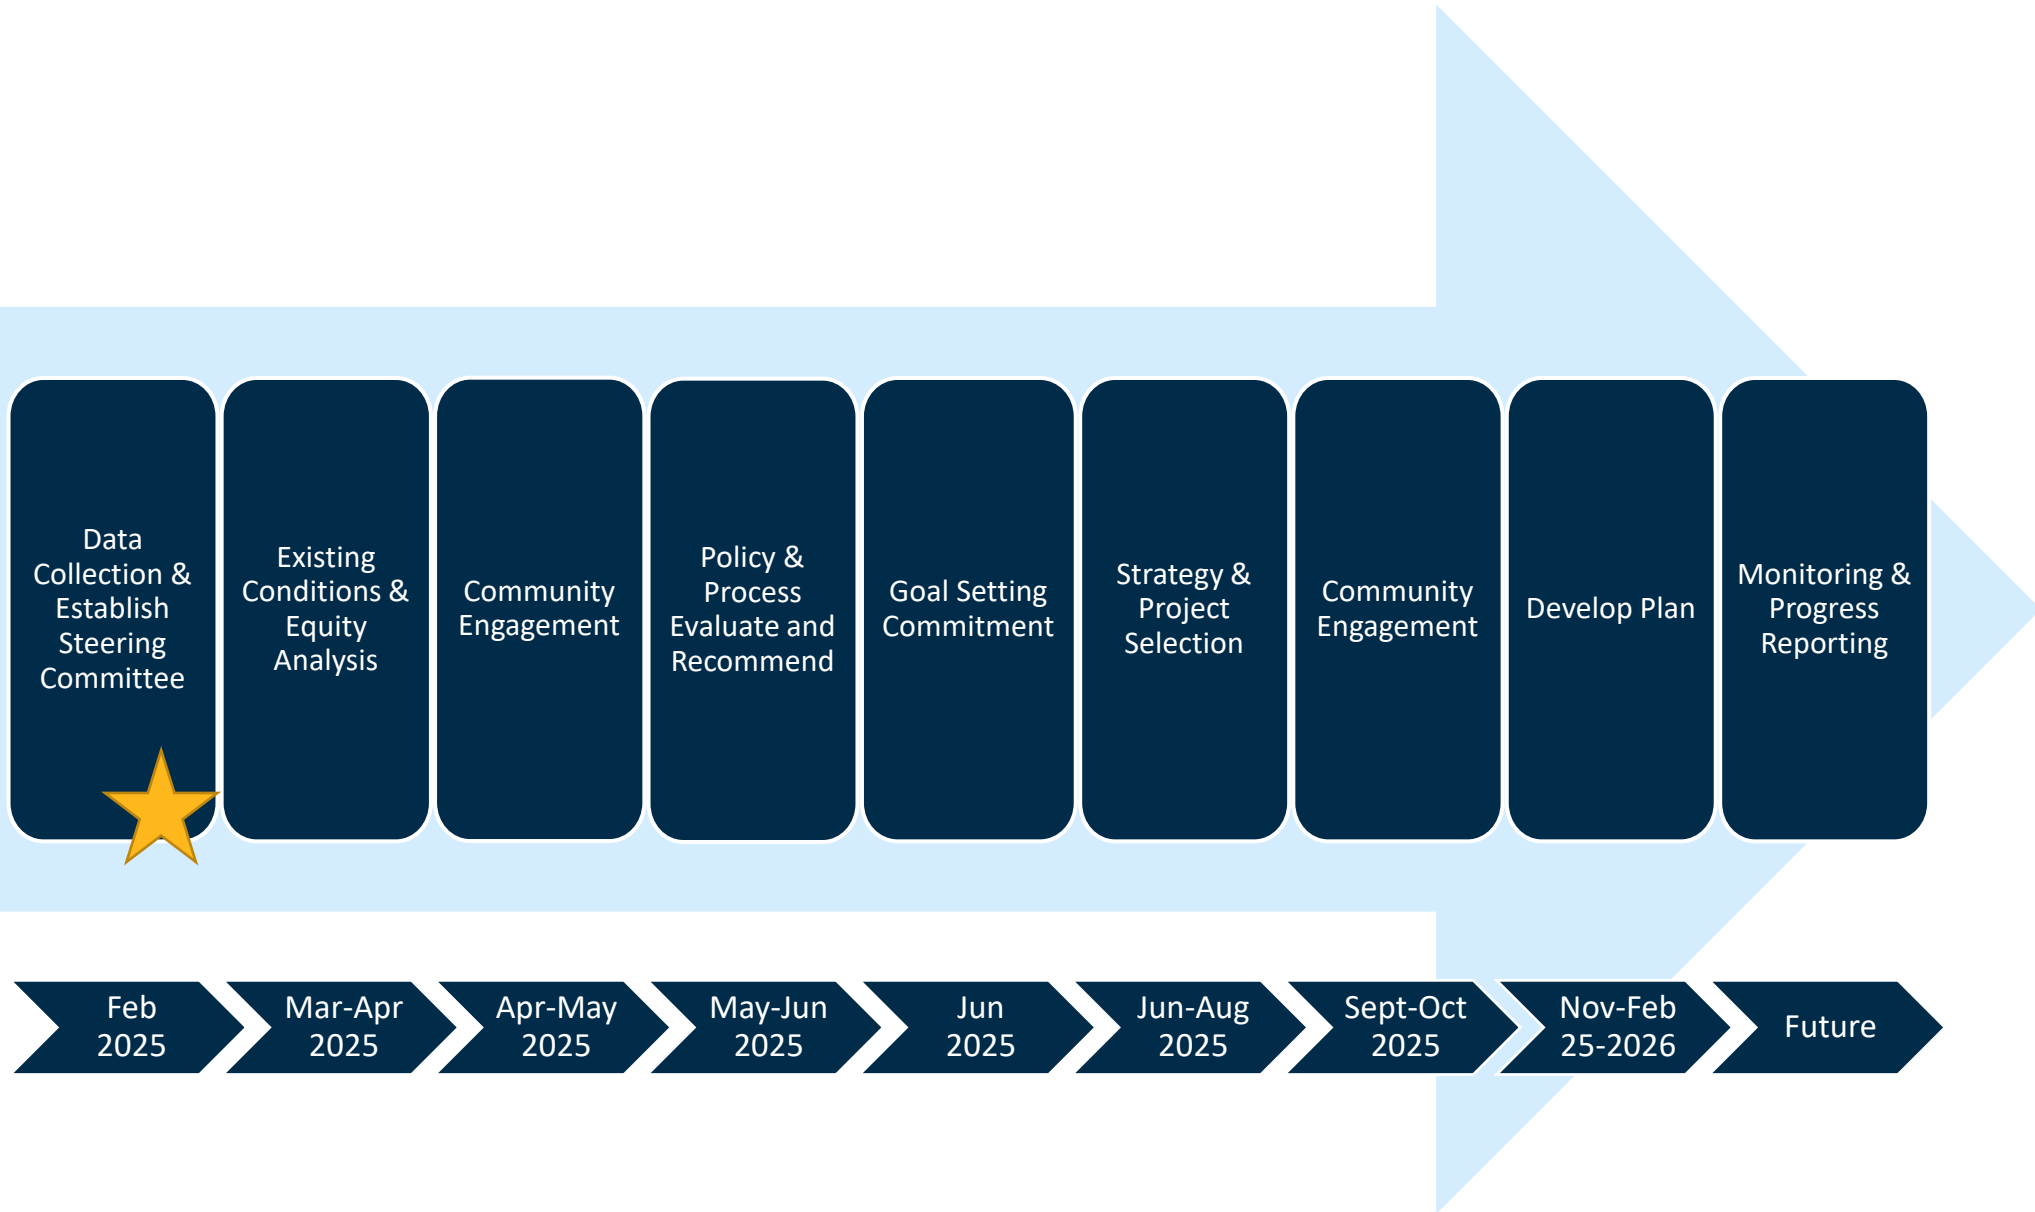 Data
Collection &
Establish
Steering
Committee
Existing
Conditions &
Equity
Analysis
Community
Engagement
Policy &
Process
Evaluate and
Recommend
Goal Setting
Commitment
Strategy &
Project
Selection
Community
Engagement
Develop Plan
Monitoring &
Progress
Reporting
Feb
2025
Mar-Apr
2025
Apr-May
2025
May-Jun
2025
Jun
2025
Jun-Aug
2025
Sept-Oct
2025
Nov-Feb
25-2026
Future